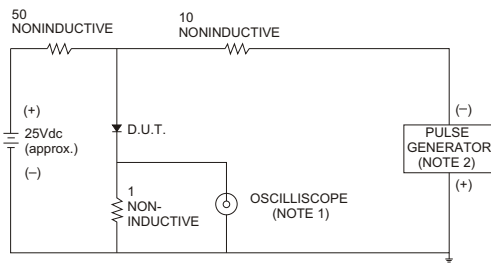 50
NONINDUCTIVE
10
NONINDUCTIVE
(+)
25Vdc
(approx.)
(–)
D.U.T.
1
NON-
INDUCTIVE
OSCILLISCOPE
(NOTE 1)
(–)
PULSE
GENERATOR
(NOTE 2)
(+)